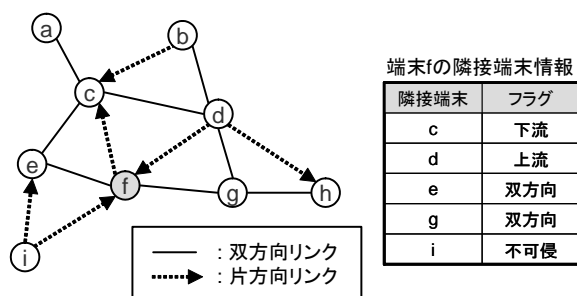 a
b
c
d
e
f
g
h
i
:双方向リンク
:片方向リンク
端末fの隣接端末情報
隣接端末 フラグ
c 下流
d 上流
e 双方向
g 双方向
i 不可侵